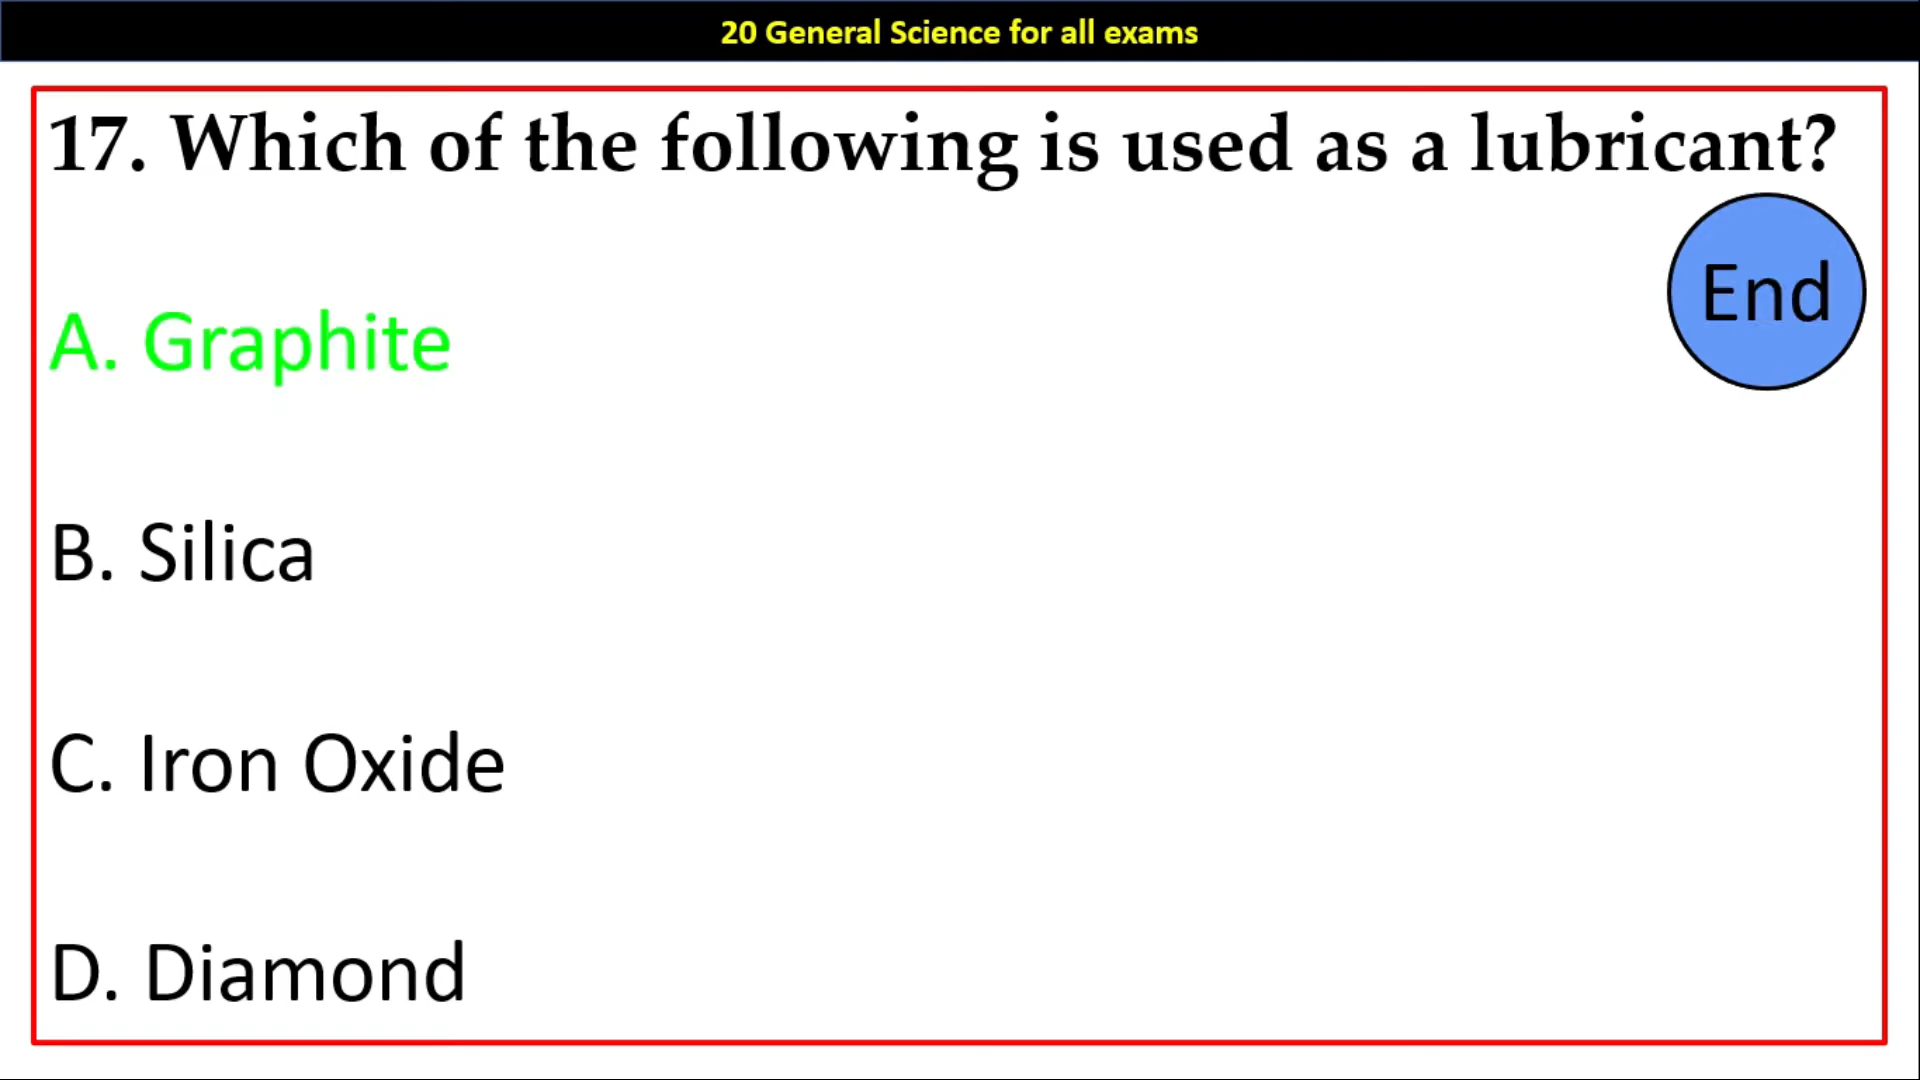 20 General Science for all exams
17. Which of the following is used as a lubricant?
End
A. Graphite
B. Silica
C. Iron Oxide
D. Diamond